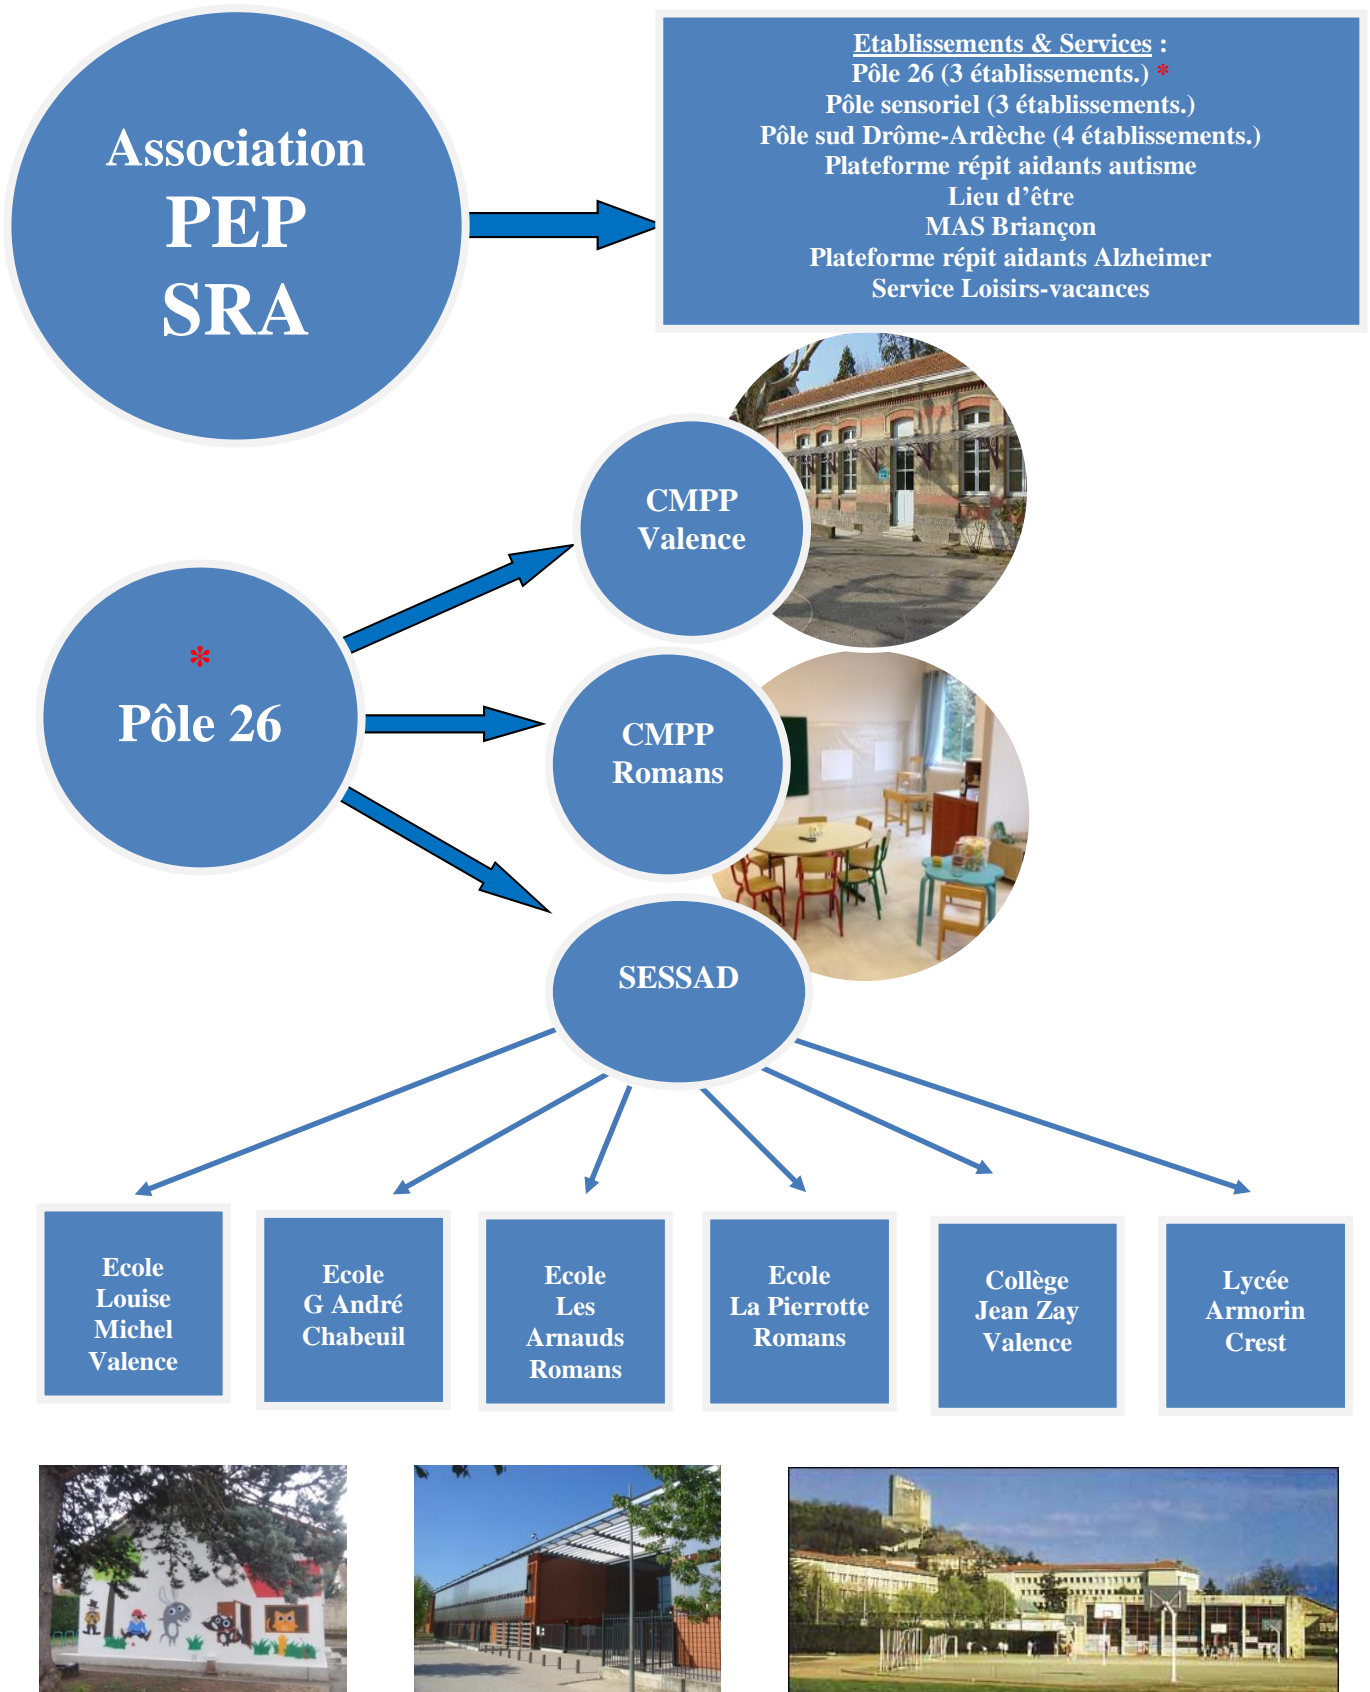 Association
PEP
SRA
Etablissements & Services :
Pôle 26 (3 établissements.) *
Pôle sensoriel (3 établissements.)
Pôle sud Drôme-Ardèche (4 établissements.)
Plateforme répit aidants autisme
Lieu d’être
MAS Briançon
Plateforme répit aidants Alzheimer
Service Loisirs-vacances
CMPP
Valence
*
Pôle 26
CMPP
Romans
SESSAD
Ecole
Louise
Michel
Valence
Ecole
G André
Chabeuil
Ecole
Les
Arnauds
Romans
Ecole
La Pierrotte
Romans
Collège
Jean Zay
Valence
Lycée
Armorin
Crest